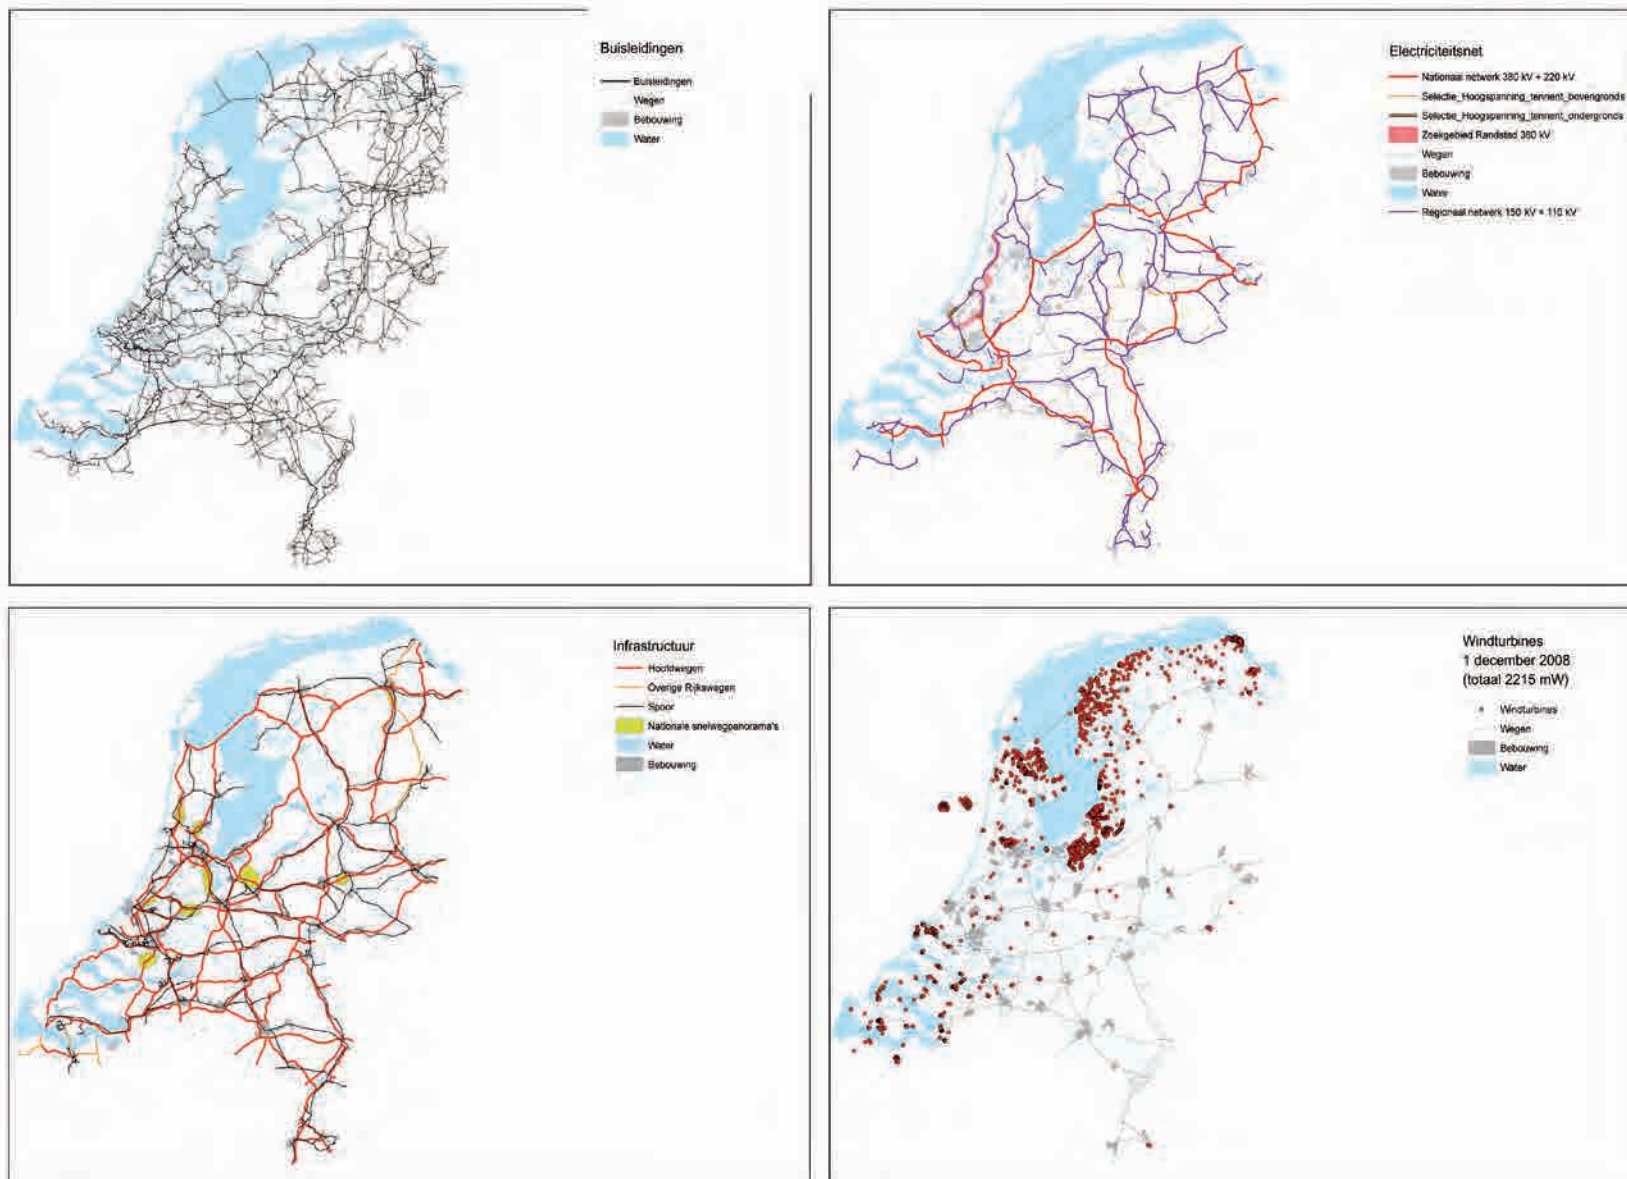 Buisleidingen
Buisleidingen
Wegen
Bebouwing
Water
Electriciteitsnet
Nationaal netwerk 380 kV + 220 kV
Selectie_Hoogspanning_tennet_bovengronds
Selectie_Hoogspanning_tennet_ondergronds
Zoekgebied Randstad 380 kV
Wegen
Bebouwing
Water
Regionaal netwerk 150 kV + 110 kV
Infrastructuur
Hoofdwegen
Overige Rijkswegen
Spoor
Nationale snelwegpanorama's
Water
Bebouwing
Windturbines
1 december 2008
(totaal 2215 mW)
Windturbines
Wegen
Bebouwing
Water